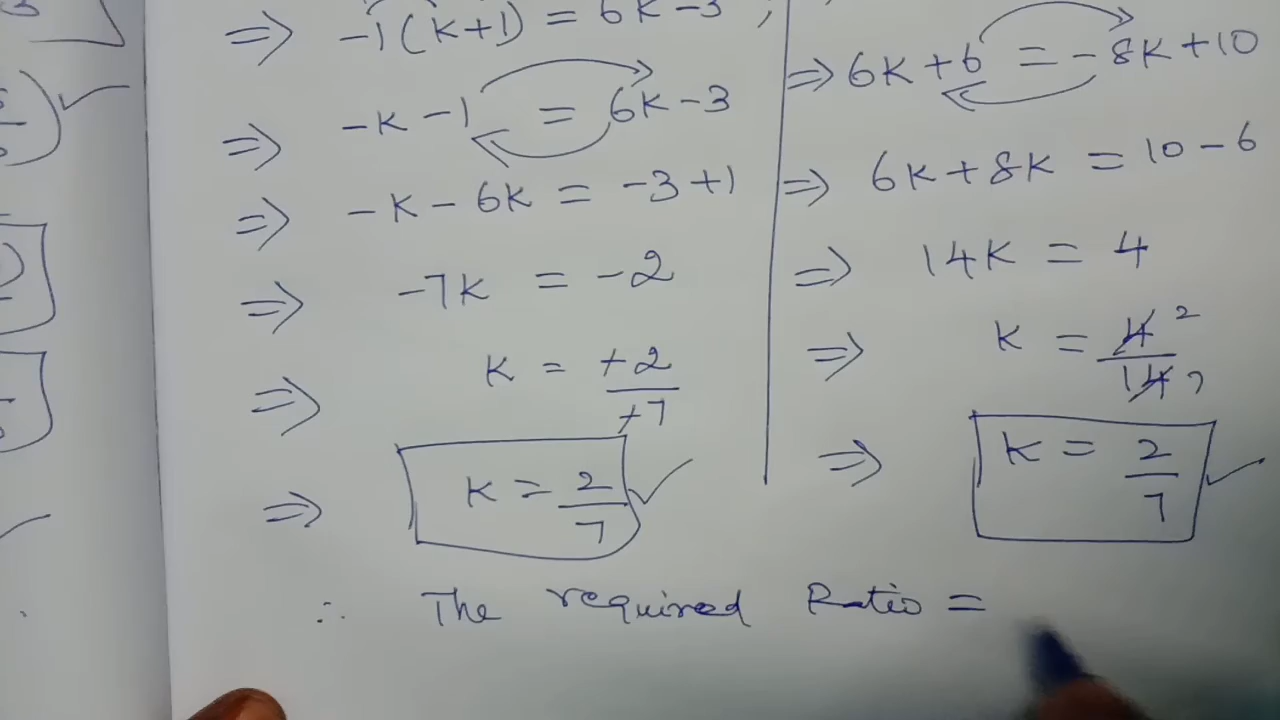 ⇒ -1(K+1) = 6K-3 ;
⇒ -K-1 = 6K-3
⇒ -K-6K = -3+1
⇒ -7K = -2
⇒ K = +2/+7
⇒ K = 2/7 ✓
⇒ 6K+6 = -8K+10
⇒ 6K+8K = 10-6
⇒ 14K = 4
⇒ K = 4 2/14 7
⇒ K = 2/7 ✓
∴ The required Ratio =